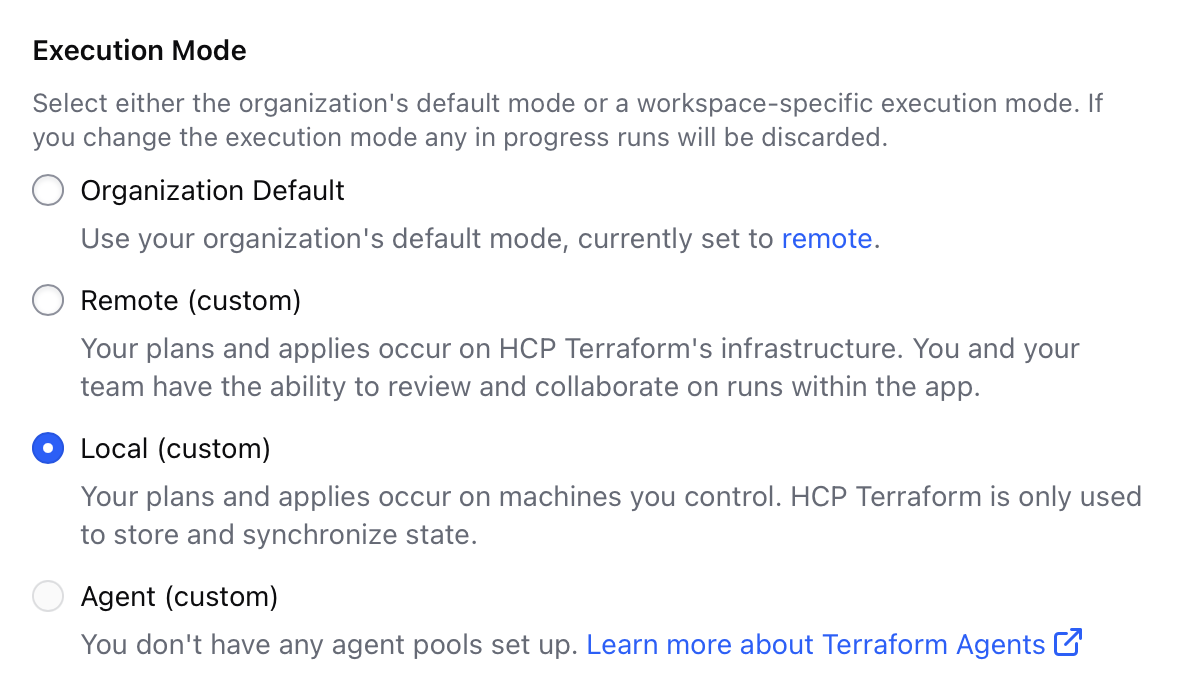 Execution Mode
Select either the organization's default mode or a workspace-specific execution mode. If
you change the execution mode any in progress runs will be discarded.
Organization Default
Use your organization's default mode, currently set to remote.
Remote (custom)
Your plans and applies occur on HCP Terraform's infrastructure. You and your
team have the ability to review and collaborate on runs within the app.
Local (custom)
Your plans and applies occur on machines you control. HCP Terraform is only used
to store and synchronize state.
Agent (custom)
You don't have any agent pools set up. Learn more about Terraform Agents